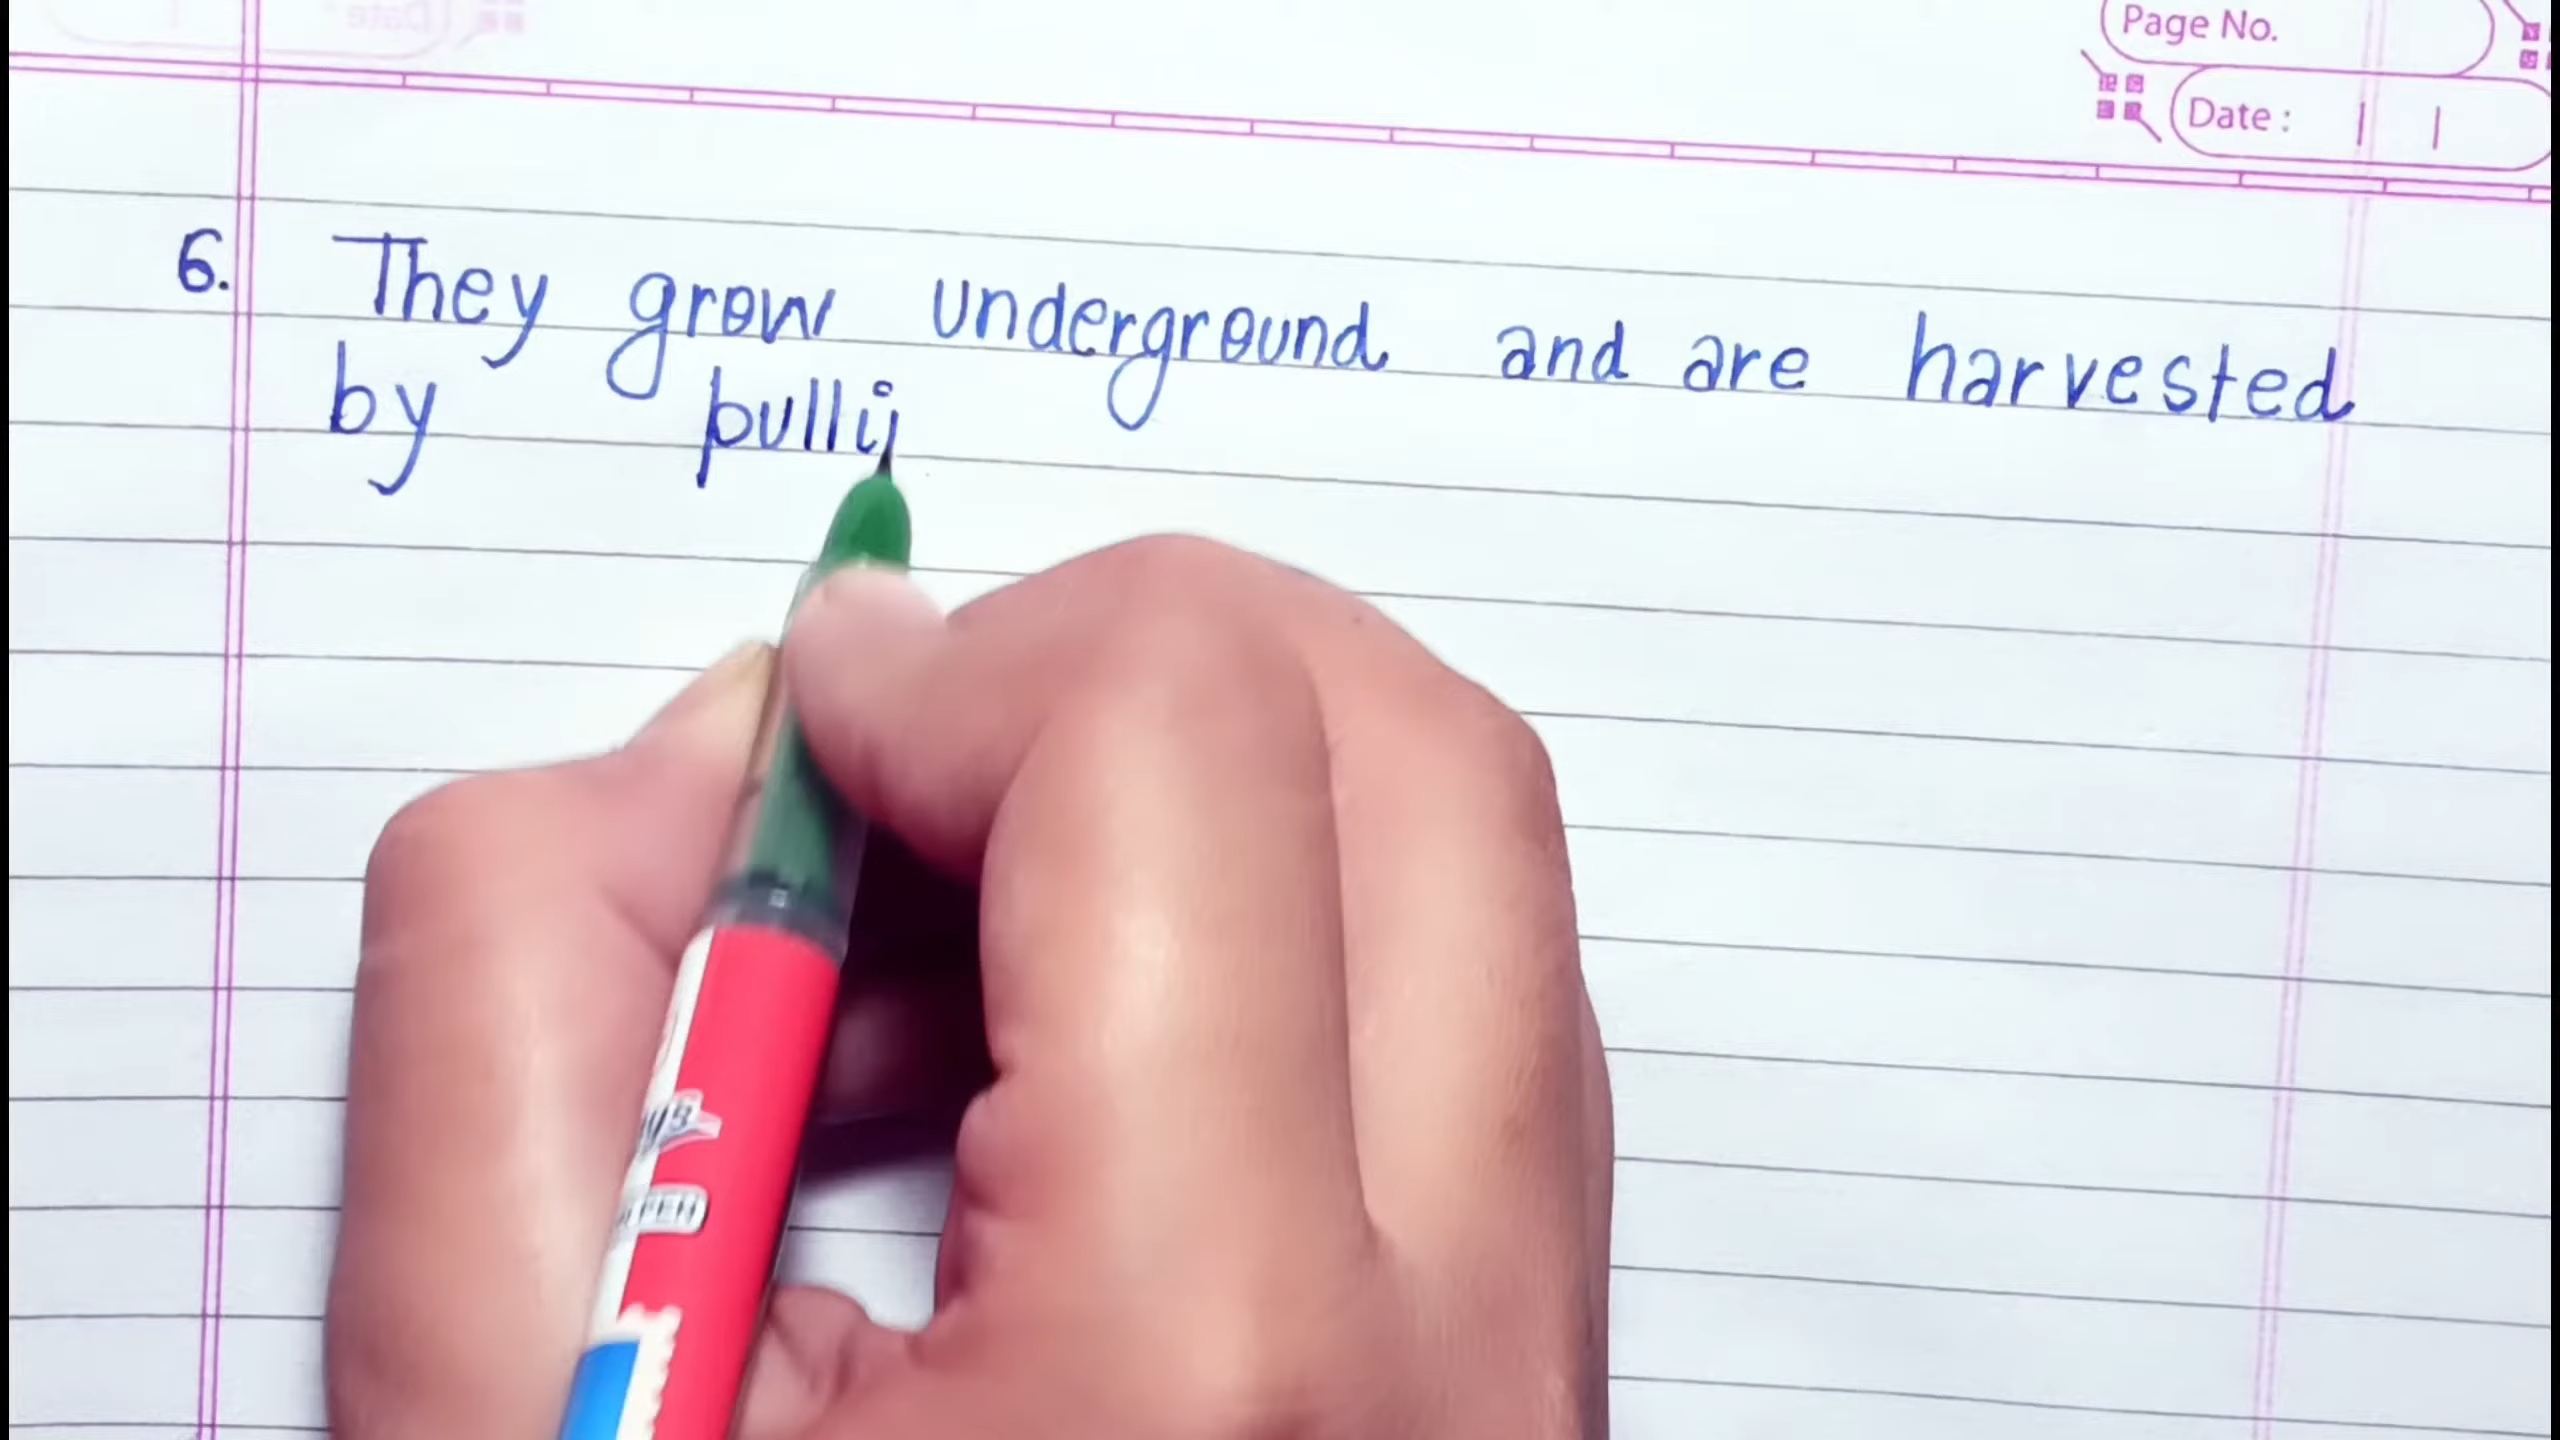 Page No.
Date :
6. They grow underground and are harvested
by pulli